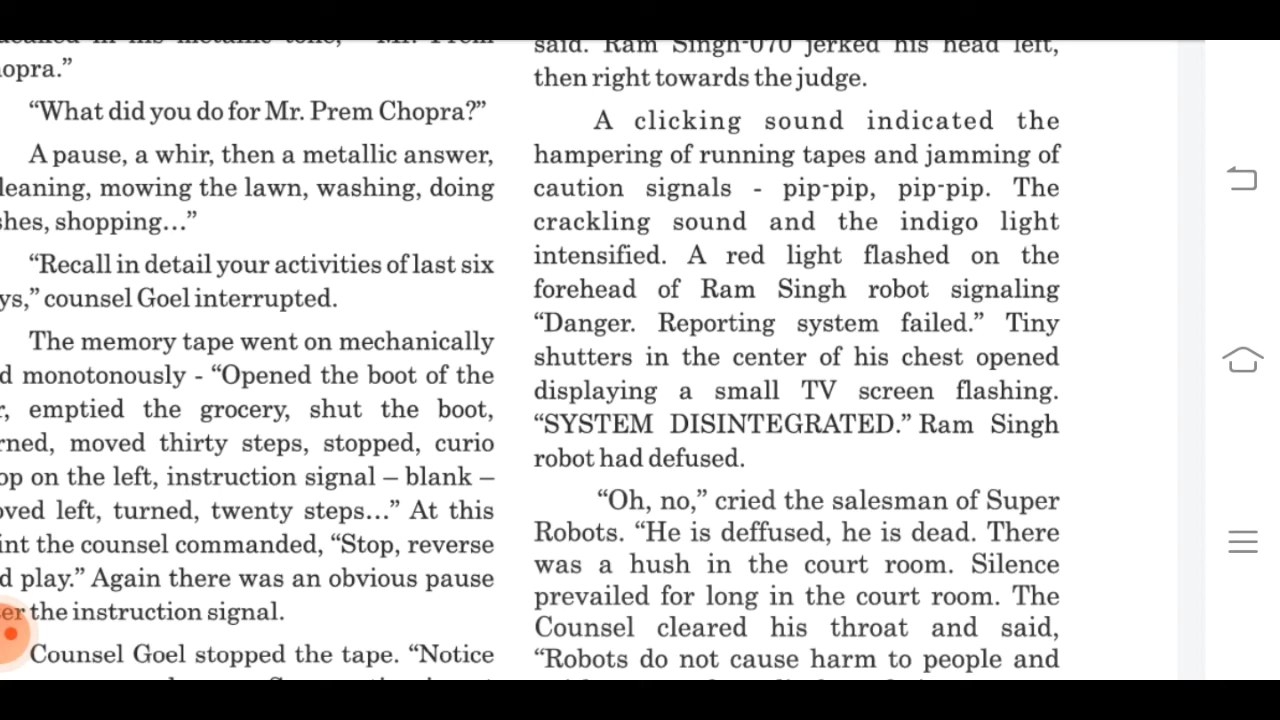 opra.”
“What did you do for Mr. Prem Chopra?”
A pause, a whir, then a metallic answer,
leaning, mowing the lawn, washing, doing
shes, shopping...”
“Recall in detail your activities of last six
ys,” counsel Goel interrupted.
The memory tape went on mechanically
d monotonously - “Opened the boot of the
r, emptied the grocery, shut the boot,
rned, moved thirty steps, stopped, curio
op on the left, instruction signal – blank –
oved left, turned, twenty steps...” At this
int the counsel commanded, “Stop, reverse
d play.” Again there was an obvious pause
er the instruction signal.
Counsel Goel stopped the tape. “Notice
said. Ram Singh-070 jerked his head left,
then right towards the judge.
A clicking sound indicated the
hampering of running tapes and jamming of
caution signals - pip-pip, pip-pip. The
crackling sound and the indigo light
intensified. A red light flashed on the
forehead of Ram Singh robot signaling
“Danger. Reporting system failed.” Tiny
shutters in the center of his chest opened
displaying a small TV screen flashing.
“SYSTEM DISINTEGRATED.” Ram Singh
robot had defused.
“Oh, no,” cried the salesman of Super
Robots. “He is deffused, he is dead. There
was a hush in the court room. Silence
prevailed for long in the court room. The
Counsel cleared his throat and said,
“Robots do not cause harm to people and